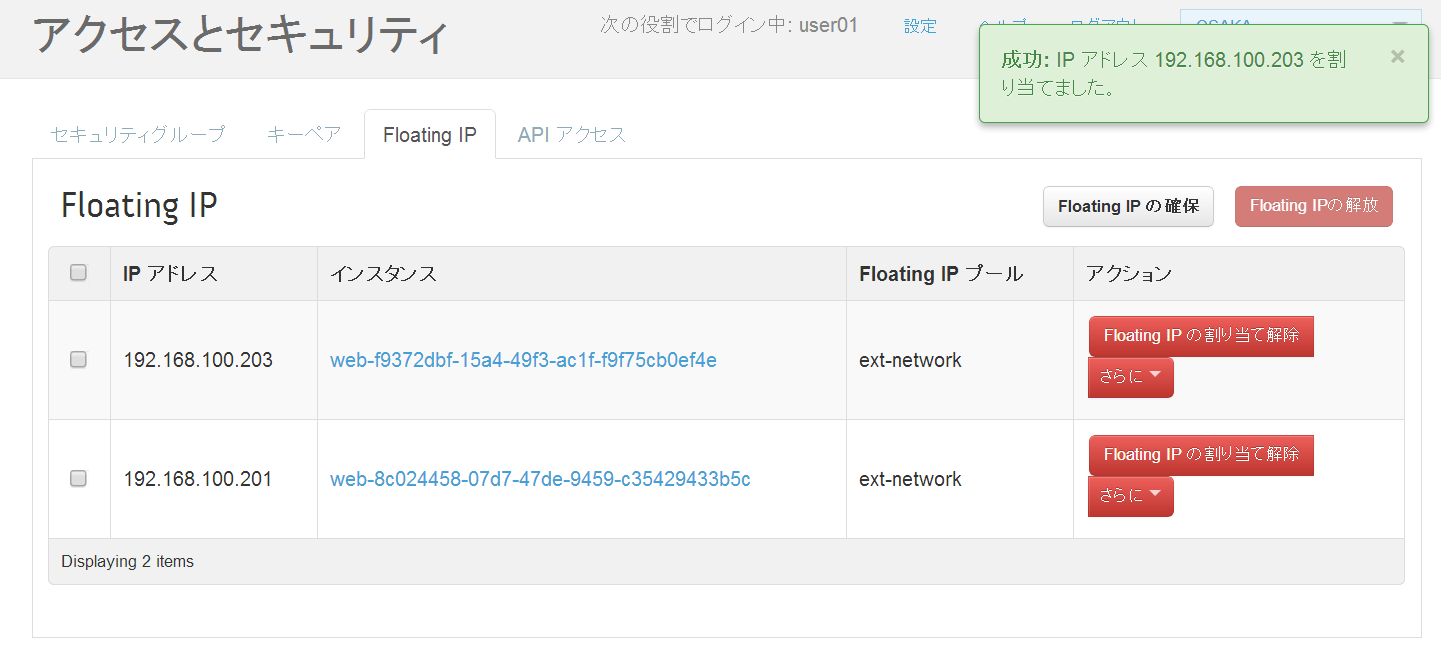 アクセスとセキュリティ
次の役割でログイン中: user01
設定
成功: IP アドレス 192.168.100.203 を割
り当てました。
×
セキュリティグループ
キーペア
Floating IP
API アクセス
Floating IP
Floating IP の確保
Floating IPの解放
IP アドレス
インスタンス
Floating IP プール
アクション
192.168.100.203
web-f9372dbf-15a4-49f3-ac1f-f9f75cb0ef4e
ext-network
Floating IP の割り当て解除
さらに
192.168.100.201
web-8c024458-07d7-47de-9459-c35429433b5c
ext-network
Floating IP の割り当て解除
さらに
Displaying 2 items